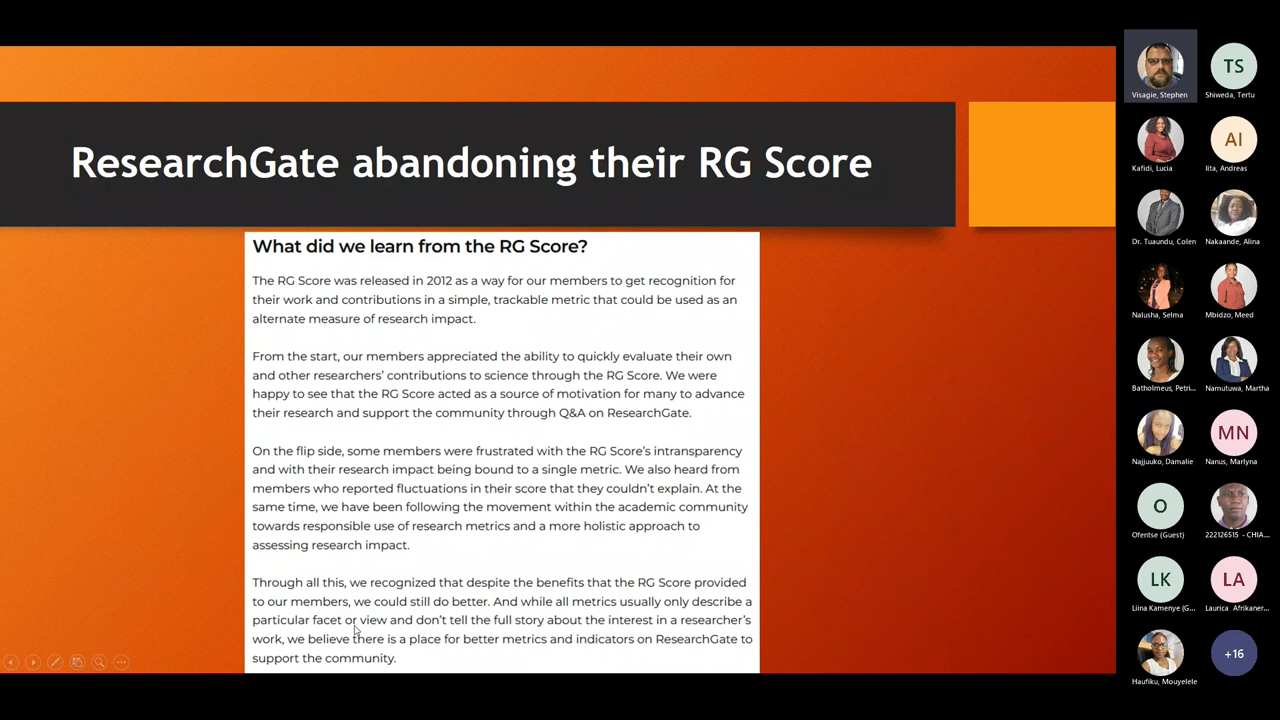 ResearchGate abandoning their RG Score
What did we learn from the RG Score?
The RG Score was released in 2012 as a way for our members to get recognition for
their work and contributions in a simple, trackable metric that could be used as an
alternate measure of research impact.
From the start, our members appreciated the ability to quickly evaluate their own
and other researchers’ contributions to science through the RG Score. We were
happy to see that the RG Score acted as a source of motivation for many to advance
their research and support the community through Q&A on ResearchGate.
On the flip side, some members were frustrated with the RG Score’s intransparency
and with their research impact being bound to a single metric. We also heard from
members who reported fluctuations in their score that they couldn’t explain. At the
same time, we have been following the movement within the academic community
towards responsible use of research metrics and a more holistic approach to
assessing research impact.
Through all this, we recognized that despite the benefits that the RG Score provided
to our members, we could still do better. And while all metrics usually only describe a
particular facet or view and don’t tell the full story about the interest in a researcher’s
work, we believe there is a place for better metrics and indicators on ResearchGate to
support the community.
Visagie, Stephen
TS
Shiweda, Tertu
Kafidi, Lucia
AI
Iita, Andreas
Dr. Tuaundu, Colen
Nakaande, Alina
Nalusha, Selma
Mbidzo, Meed
Batholmeus, Petri...
Namutuwa, Martha
Najjuuko, Damalie
MN
Nanus, Marlyna
O
Ofentse (Guest)
222126515 - CHIA...
LK
Liina Kamenye (G...
LA
Laurica Afrikaner...
Haufiku, Mouyelele
+16